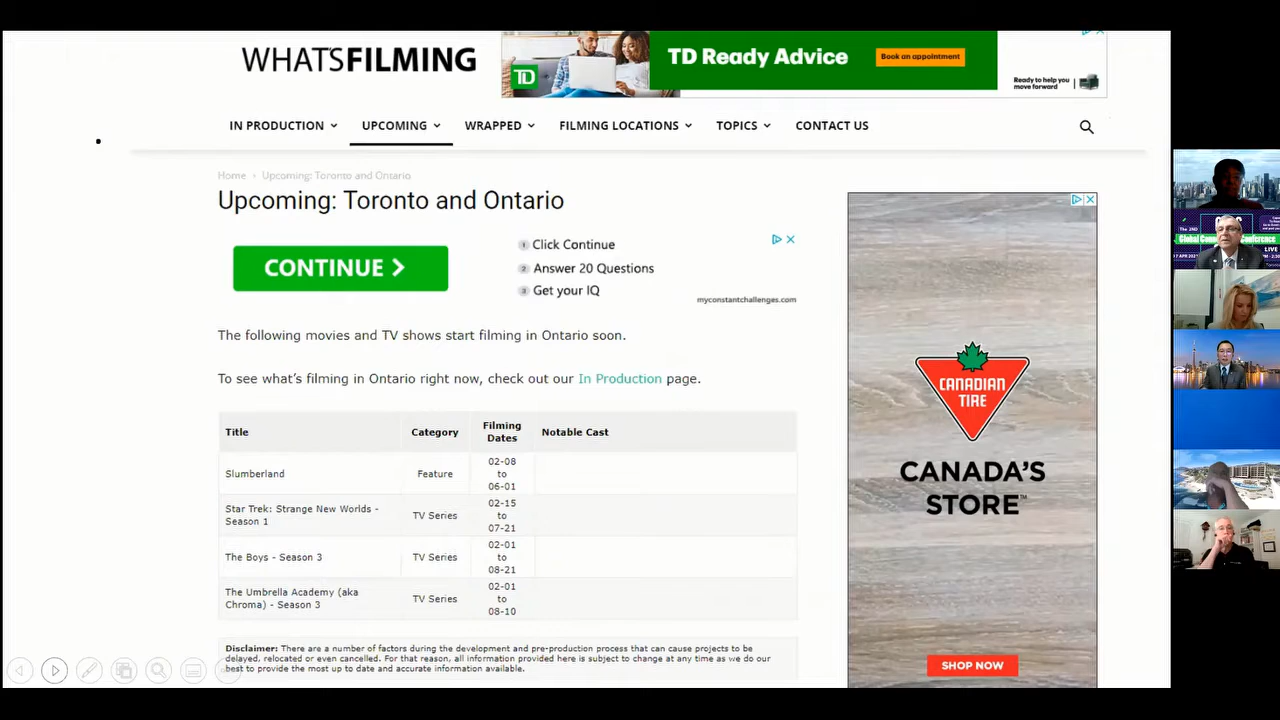 WHAT'SFILMING
TD
TD Ready Advice
Book an appointment
Ready to help you
move forward
IN PRODUCTION
UPCOMING
WRAPPED
FILMING LOCATIONS
TOPICS
CONTACT US
Home › Upcoming: Toronto and Ontario
Upcoming: Toronto and Ontario
CONTINUE >
1 Click Continue
2 Answer 20 Questions
3 Get your IQ
myconstantchallenges.com
The following movies and TV shows start filming in Ontario soon.
To see what's filming in Ontario right now, check out our In Production page.
Title Category Filming Dates Notable Cast
Slumberland Feature 02-08 to 06-01
Star Trek: Strange New Worlds - Season 1 TV Series 02-15 to 07-21
The Boys - Season 3 TV Series 02-01 to 08-21
The Umbrella Academy (aka Chroma) - Season 3 TV Series 02-01 to 08-10
Disclaimer: There are a number of factors during the development and pre-production process that can cause projects to
be delayed, relocated or even cancelled. For that reason, all information provided here is subject to change at any time as we do our
best to provide the most up to date and accurate information available.
CANADIAN
TIRE
CANADA'S
STORE™
SHOP NOW
The 2ND
Conference
LIVE